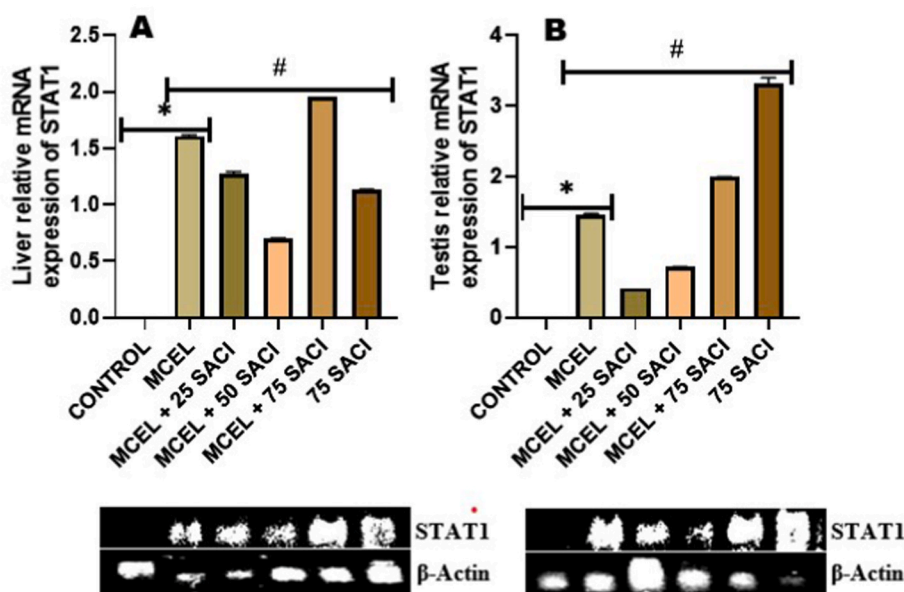 A
Liver relative mRNA
expression of STAT1
2.5
2.0
1.5
1.0
0.5
0.0
#
*
CONTROL
MCEL
MCEL + 25 SACI
MCEL + 50 SACI
MCEL + 75 SACI
75 SACI
STAT1
β-Actin
B
Testis relative mRNA
expression of STAT1
4
3
2
1
0
#
*
CONTROL
MCEL
MCEL + 25 SACI
MCEL + 50 SACI
MCEL + 75 SACI
75 SACI
STAT1
β-Actin